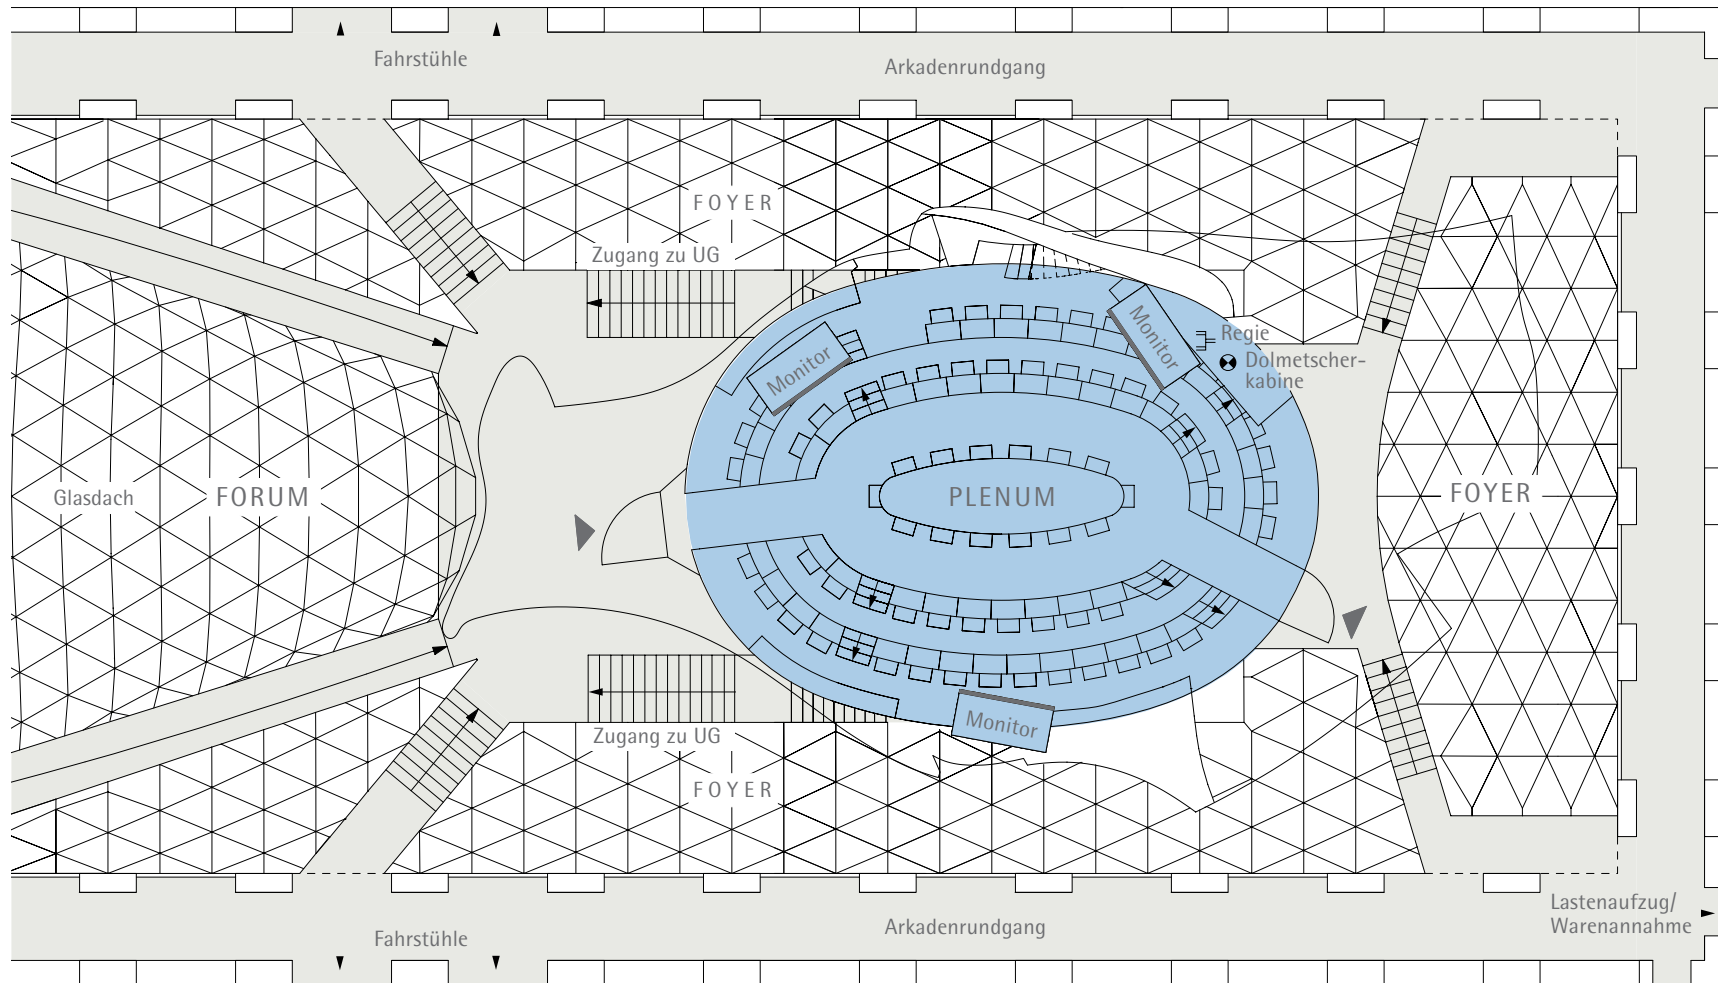 Fahrstühle
Arkadenrundgang
FOYER
Zugang zu UG
Monitor
Monitor
Regie
Dolmetscher-
kabine
Glasdach
FORUM
PLENUM
FOYER
Monitor
Zugang zu UG
FOYER
Lastenaufzug/
Warenannahme
Arkadenrundgang
Fahrstühle